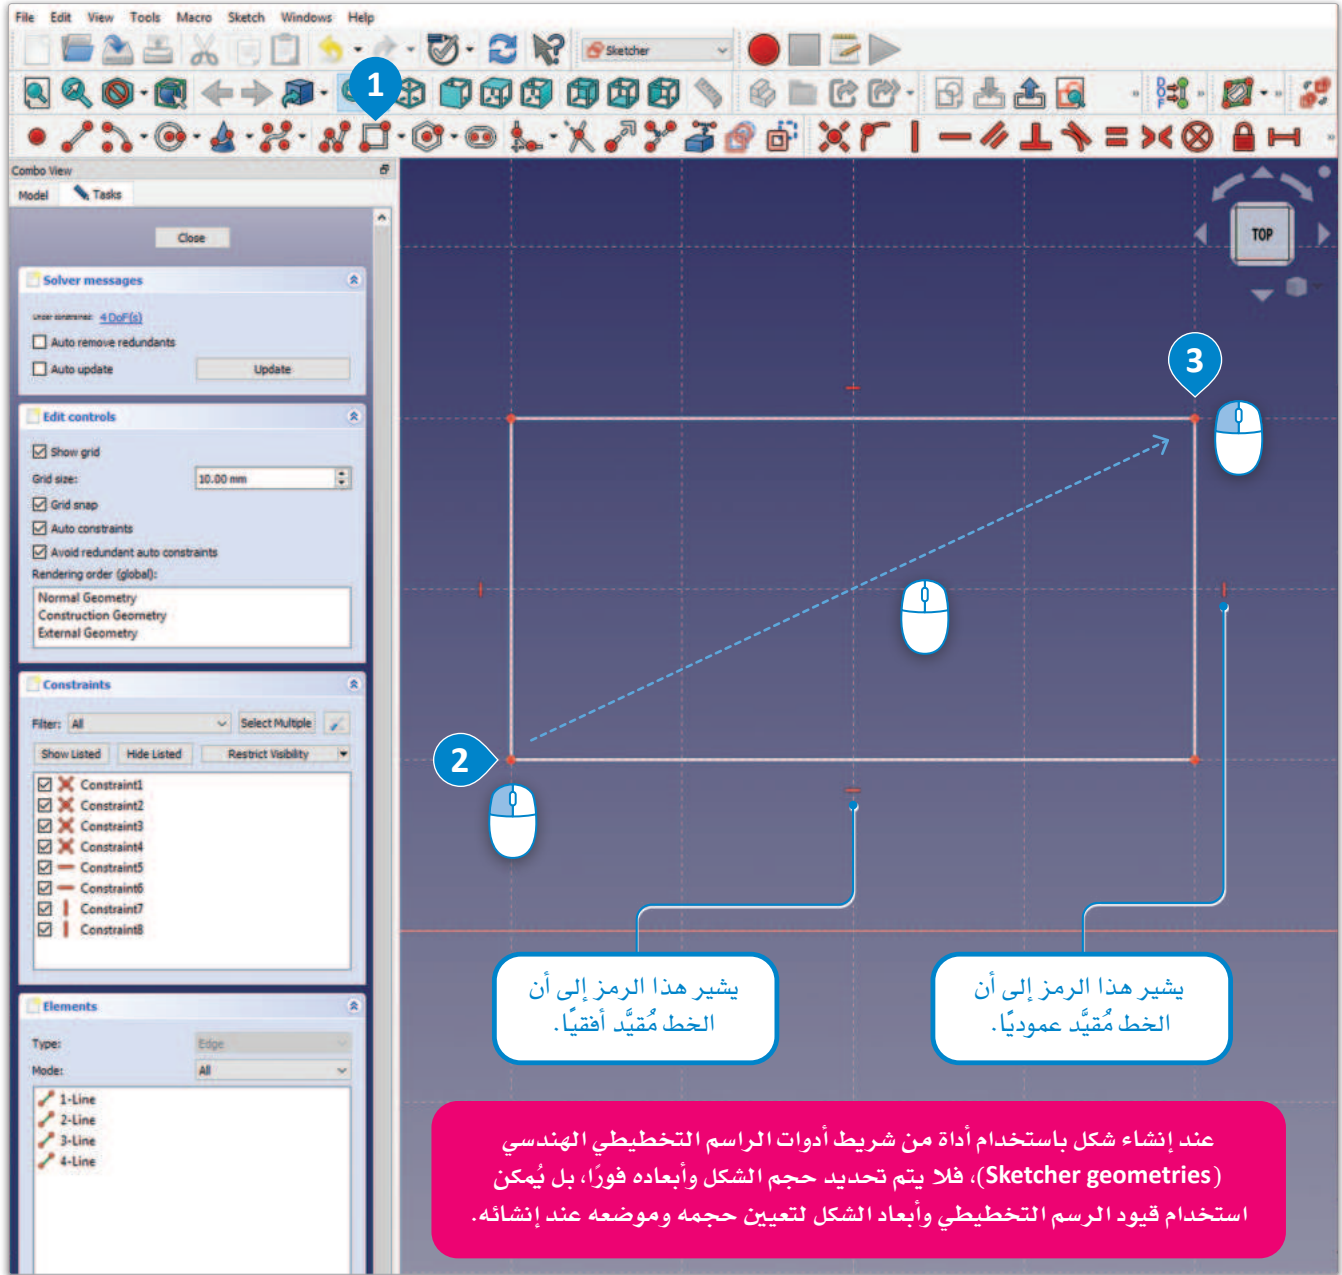 File Edit View Tools Macro Sketch Windows Help
Sketcher
1
Combo View
Model Tasks
Close
Solver messages
Under constrained: 4 DoF(s)
Auto remove redundants
Auto update Update
Edit controls
Show grid
Grid size: 10.00 mm
Grid snap
Auto constraints
Avoid redundant auto constraints
Rendering order (global):
Normal Geometry
Construction Geometry
External Geometry
Constraints
Filter: All Select Multiple
Show Listed Hide Listed Restrict Visibility
Constraint1
Constraint2
Constraint3
Constraint4
Constraint5
Constraint6
Constraint7
Constraint8
Elements
Type: Edge
Mode: All
1-Line
2-Line
3-Line
4-Line
TOP
3
2
يشير هذا الرمز إلى أن
الخط مُقيَّد عموديًا.
يشير هذا الرمز إلى أن
الخط مُقيَّد أفقيًا.
عند إنشاء شكل باستخدام أداة من شريط أدوات الراسم التخطيطي الهندسي
(Sketcher geometries)، فلا يتم تحديد حجم الشكل وأبعاده فورًا، بل يُمكن
استخدام قيود الرسم التخطيطي وأبعاد الشكل لتعيين حجمه وموضعه عند إنشائه.